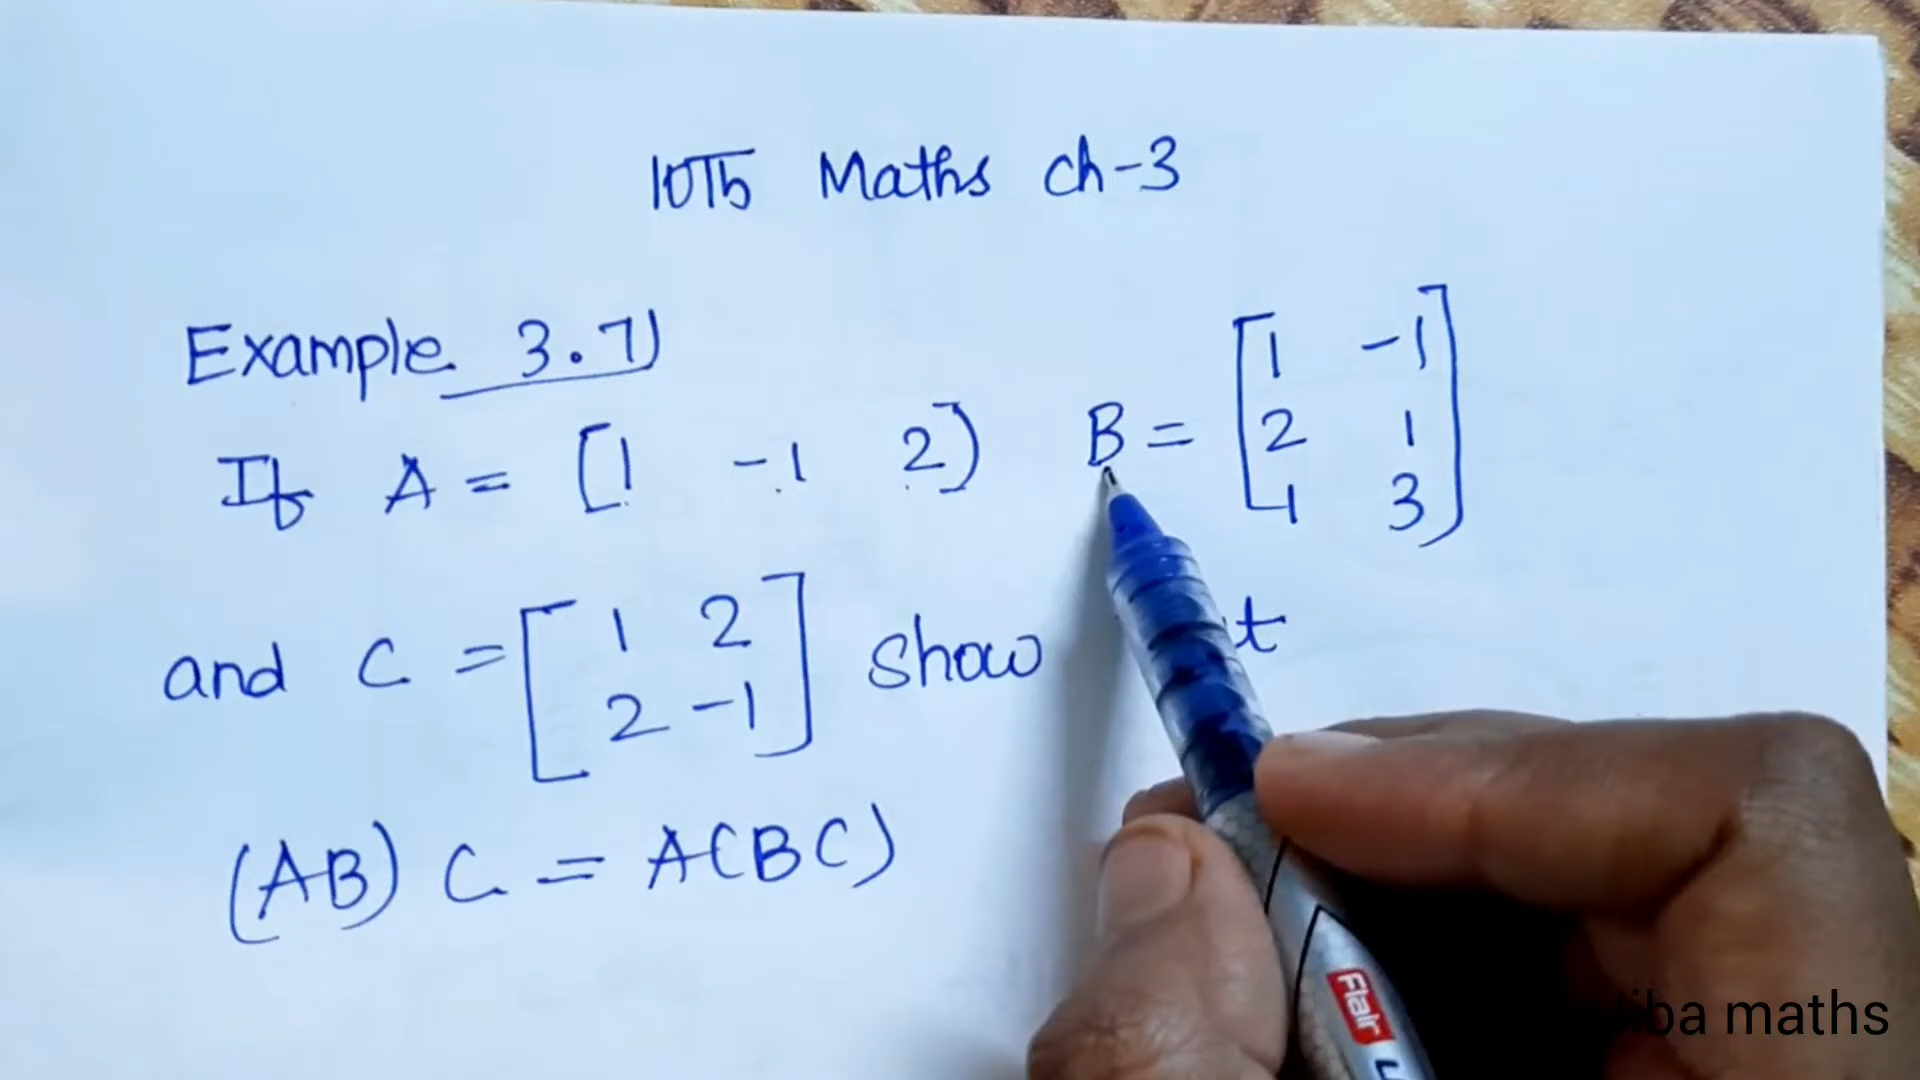 10Th Maths ch-3
Example 3.7)
If A = [1 -1 2] B = [1 -1
2 1
1 3]
and C = [1 2
2 -1] Show
(AB) C = A(BC)
Flair
maths